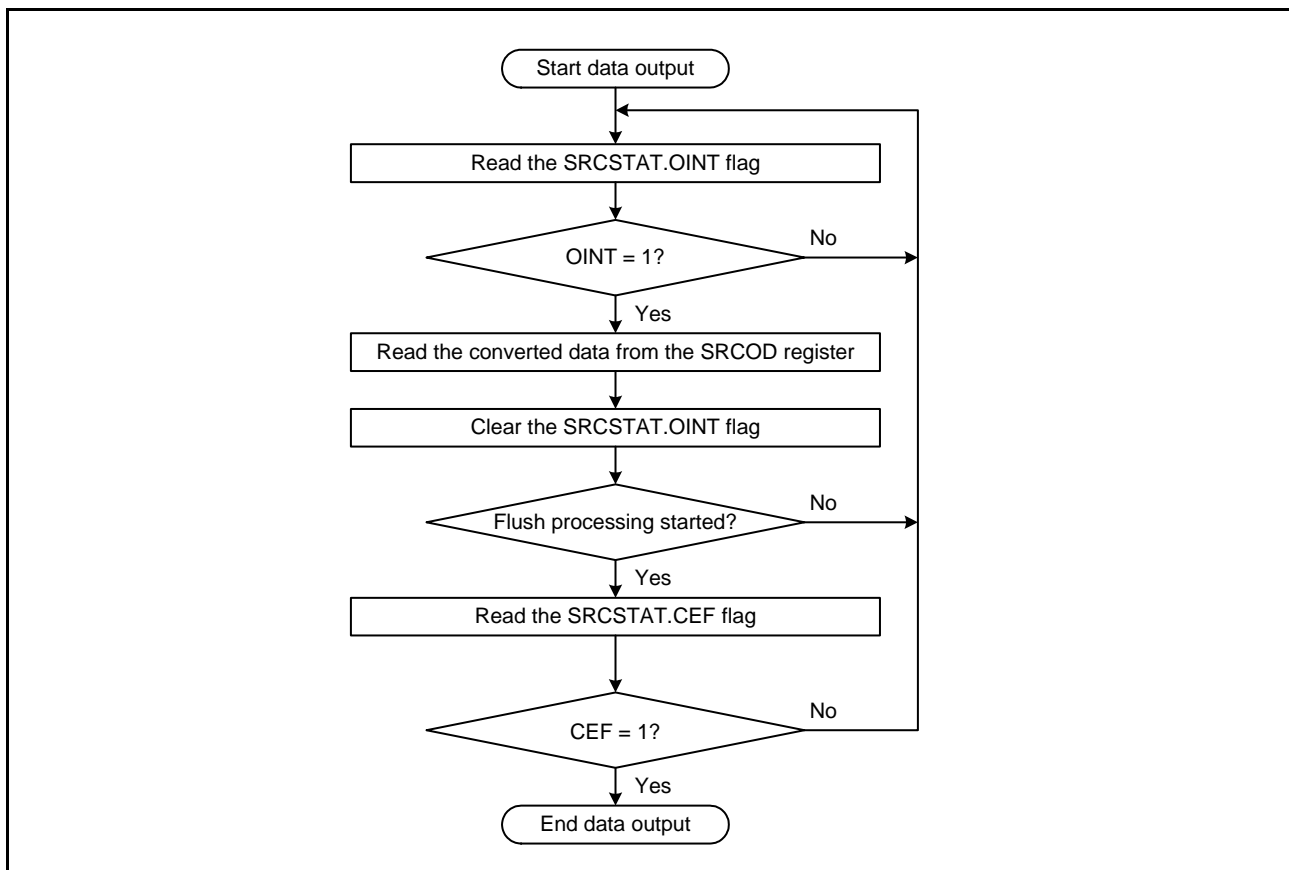 Start data output
Read the SRCSTAT.OINT flag
OINT = 1?
No
Yes
Read the converted data from the SRCOD register
Clear the SRCSTAT.OINT flag
Flush processing started?
No
Yes
Read the SRCSTAT.CEF flag
CEF = 1?
No
Yes
End data output